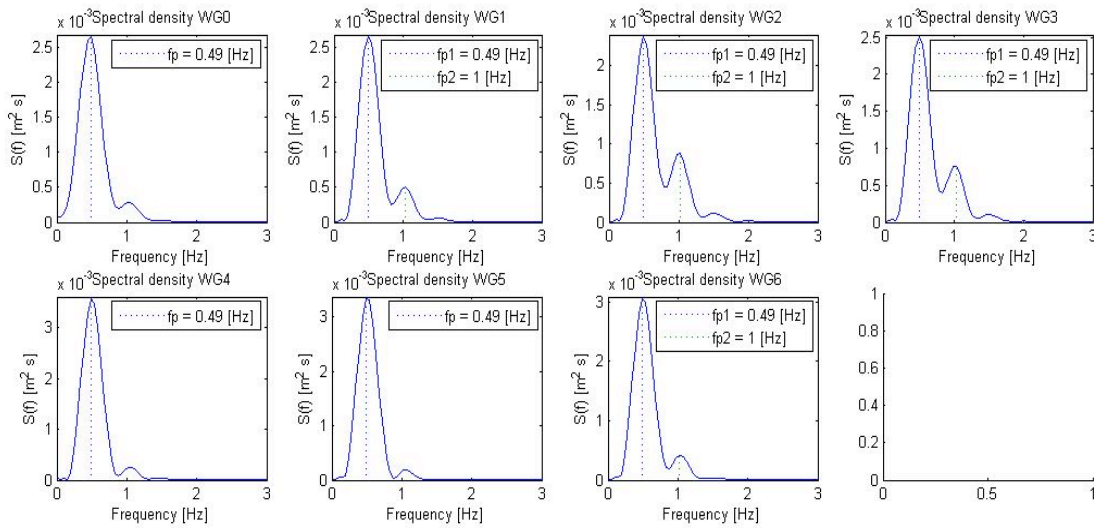 x 10⁻³ Spectral density WG0
2.5
2
1.5
1
0.5
0
S(f) [m² s]
fp = 0.49 [Hz]
0 1 2 3
Frequency [Hz]
x 10⁻³ Spectral density WG1
2.5
2
1.5
1
0.5
0
S(f) [m² s]
fp1 = 0.49 [Hz]
fp2 = 1 [Hz]
0 1 2 3
Frequency [Hz]
x 10⁻³ Spectral density WG2
2
1.5
1
0.5
0
S(f) [m² s]
fp1 = 0.49 [Hz]
fp2 = 1 [Hz]
0 1 2 3
Frequency [Hz]
x 10⁻³ Spectral density WG3
2.5
2
1.5
1
0.5
0
S(f) [m² s]
fp1 = 0.49 [Hz]
fp2 = 1 [Hz]
0 1 2 3
Frequency [Hz]
x 10⁻³ Spectral density WG4
3
2
1
0
S(f) [m² s]
fp = 0.49 [Hz]
0 1 2 3
Frequency [Hz]
x 10⁻³ Spectral density WG5
3
2
1
0
S(f) [m² s]
fp = 0.49 [Hz]
0 1 2 3
Frequency [Hz]
x 10⁻³ Spectral density WG6
3
2
1
0
S(f) [m² s]
fp1 = 0.49 [Hz]
fp2 = 1 [Hz]
0 1 2 3
Frequency [Hz]
1
0.8
0.6
0.4
0.2
0
0 0.5 1